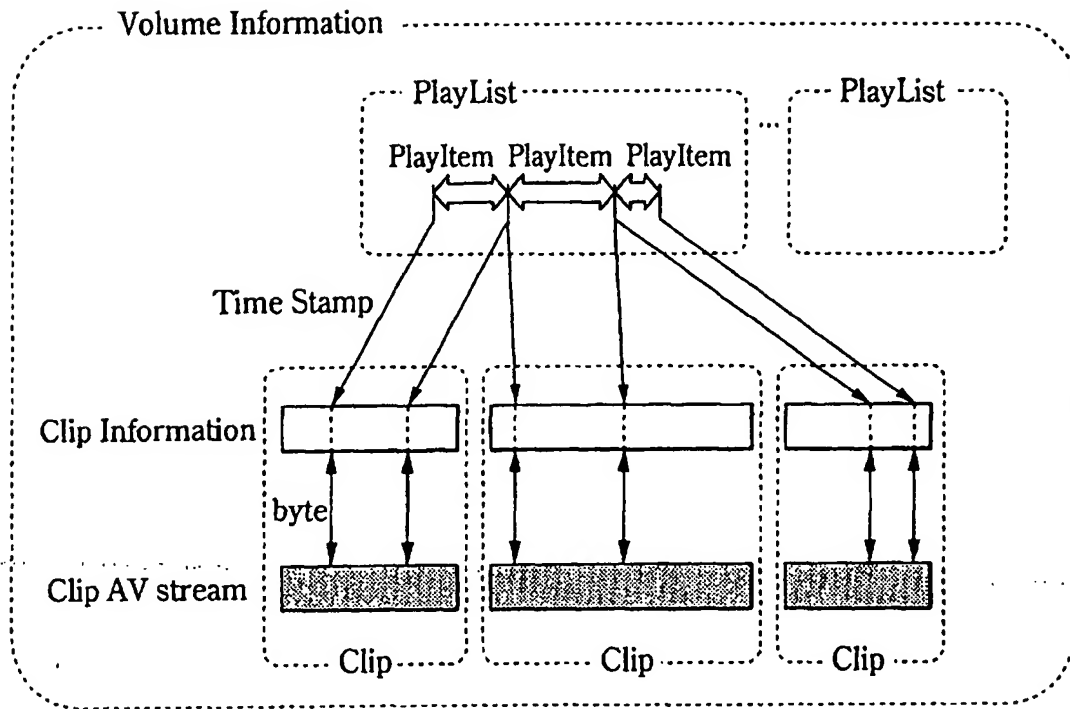 Volume Information
PlayList
PlayList
...
PlayItem PlayItem PlayItem
Time Stamp
Clip Information
byte
Clip AV stream
Clip
Clip
Clip